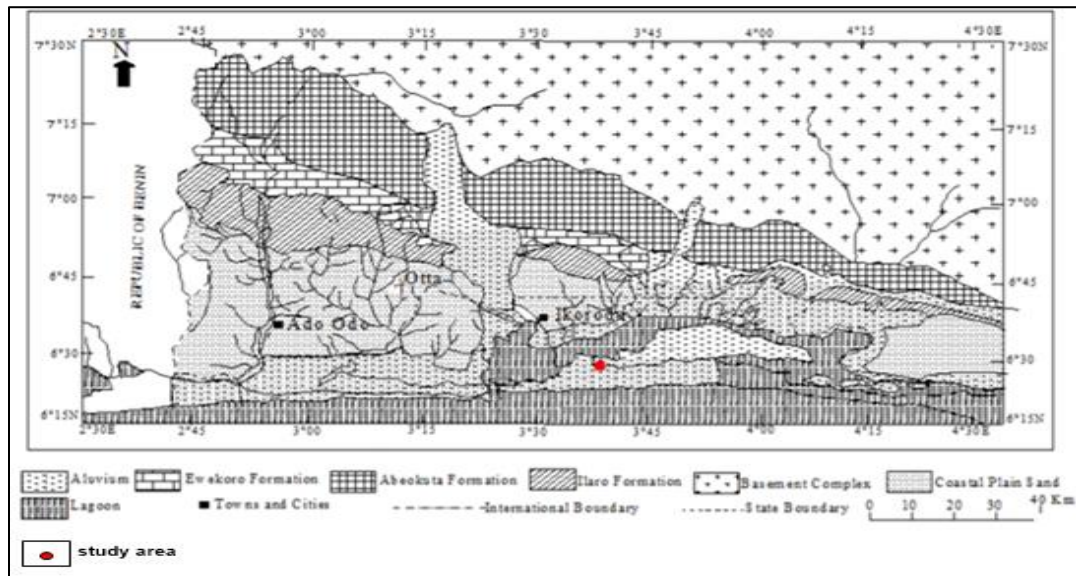 2°30E 2°45 3°00 3°15 3°30 3°45 4°00 4°15 4°30E
7°30N 7°30N
N
7°15 7°15
7°00 7°00
REPUBLIC OF BENIN
6°45 6°45
Otta
Ikorodu
Ado Odo
6°30 6°30
6°15N 6°15N
2°30E 2°45 3°00 3°15 3°30 3°45 4°00 4°15 4°30E
Aluvium Ewekoro Formation Abeokuta Formation Ilaro Formation Basement Complex Coastal Plain Sand
Lagoon Towns and Cities International Boundary State Boundary 0 10 20 30 40 Km
study area